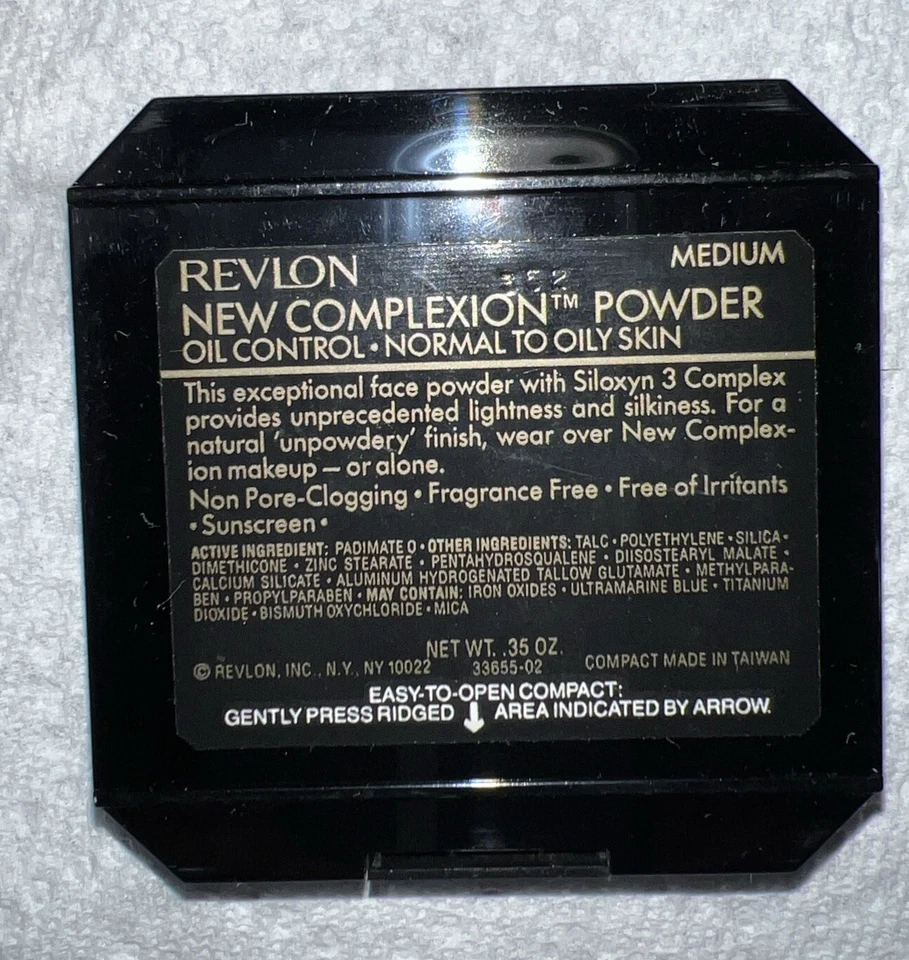 REVLON MEDIUM
352
NEW COMPLEXION™ POWDER
OIL CONTROL • NORMAL TO OILY SKIN
This exceptional face powder with Siloxyn 3 Complex
provides unprecedented lightness and silkiness. For a
natural 'unpowdery' finish, wear over New Complex-
ion makeup – or alone.
Non Pore-Clogging • Fragrance Free • Free of Irritants
• Sunscreen •
ACTIVE INGREDIENT: PADIMATE O • OTHER INGREDIENTS: TALC • POLYETHYLENE • SILICA •
DIMETHICONE • ZINC STEARATE • PENTAHYDROSQUALENE • DIISOSTEARYL MALATE •
CALCIUM SILICATE • ALUMINUM HYDROGENATED TALLOW GLUTAMATE • METHYLPARA-
BEN • PROPYLPARABEN • MAY CONTAIN: IRON OXIDES • ULTRAMARINE BLUE • TITANIUM
DIOXIDE • BISMUTH OXYCHLORIDE • MICA
NET WT. .35 OZ.
© REVLON, INC., N.Y., NY 10022 33655-02 COMPACT MADE IN TAIWAN
EASY-TO-OPEN COMPACT:
GENTLY PRESS RIDGED AREA INDICATED BY ARROW.